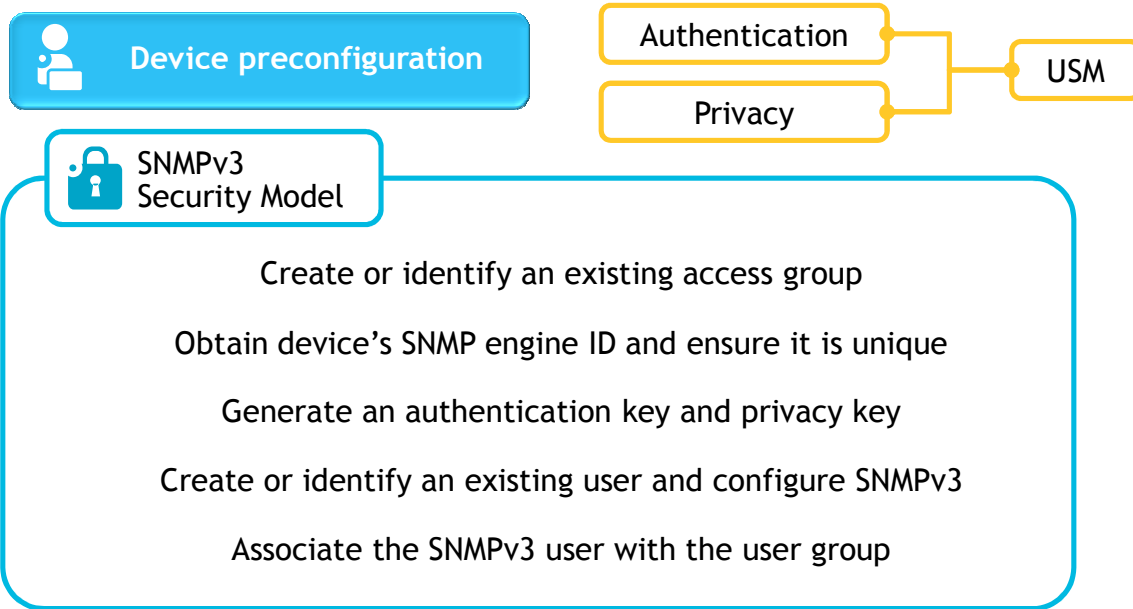 Device preconfiguration
Authentication
Privacy
USM
SNMPv3
Security Model
Create or identify an existing access group
Obtain device’s SNMP engine ID and ensure it is unique
Generate an authentication key and privacy key
Create or identify an existing user and configure SNMPv3
Associate the SNMPv3 user with the user group